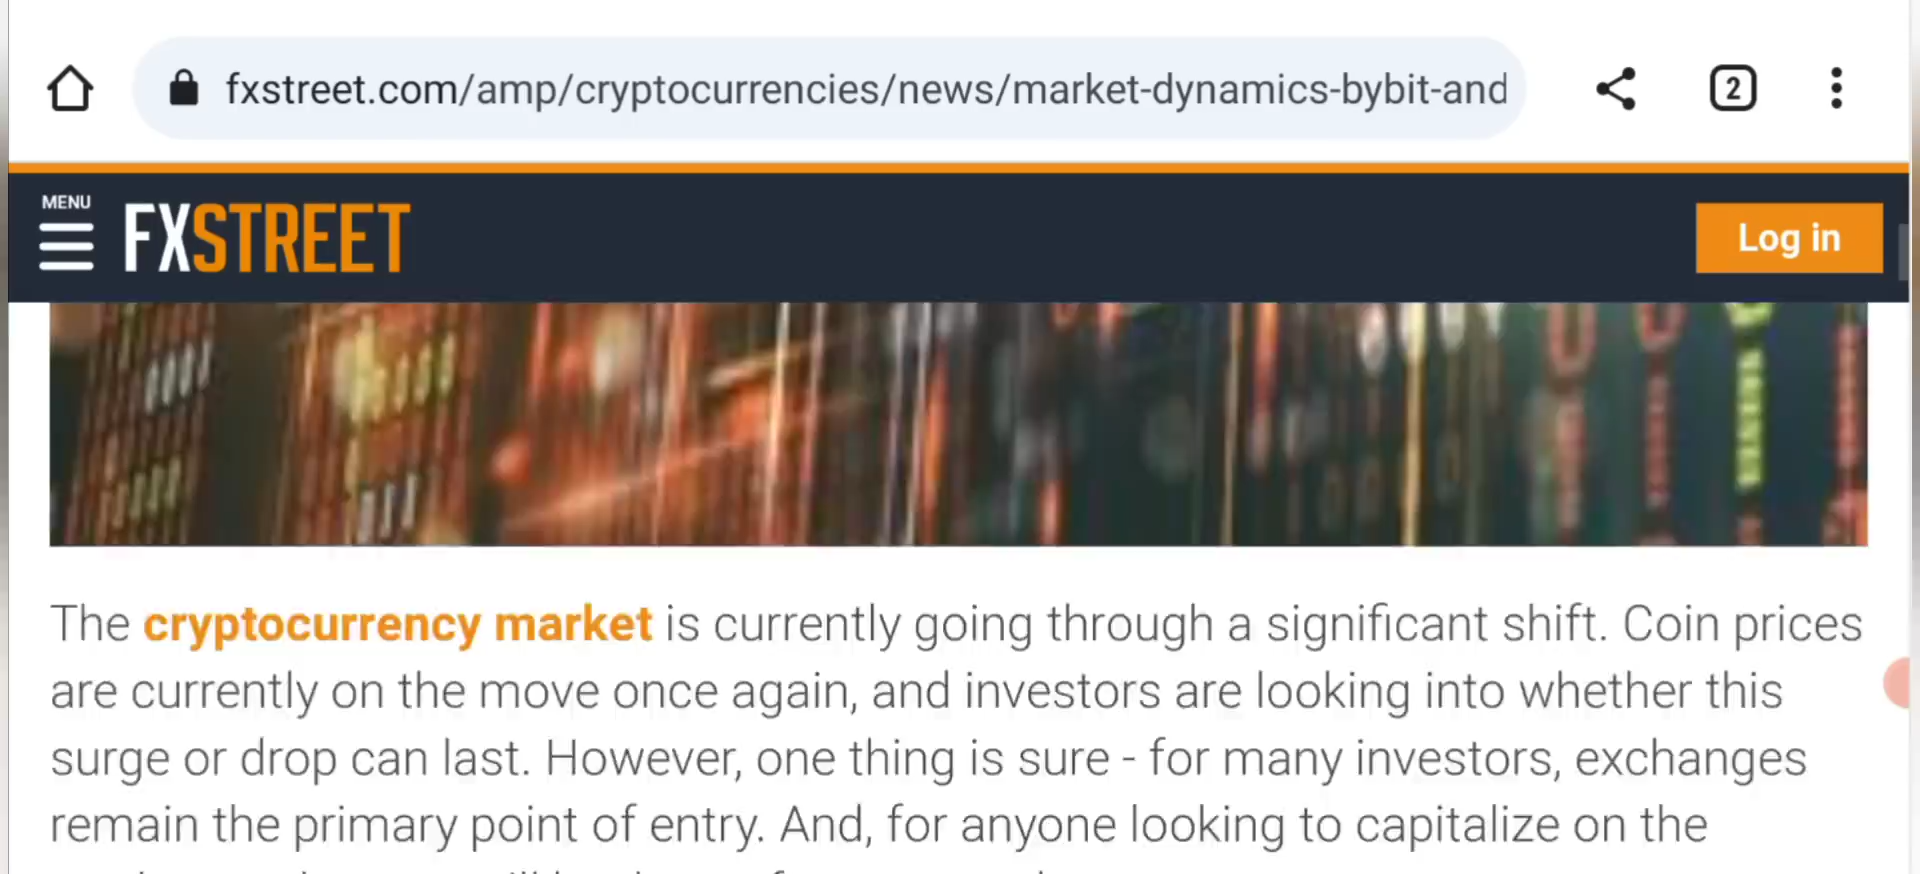 fxstreet.com/amp/cryptocurrencies/news/market-dynamics-bybit-and
2
MENU
FXSTREET
Log in
The cryptocurrency market is currently going through a significant shift. Coin prices
are currently on the move once again, and investors are looking into whether this
surge or drop can last. However, one thing is sure - for many investors, exchanges
remain the primary point of entry. And, for anyone looking to capitalize on the